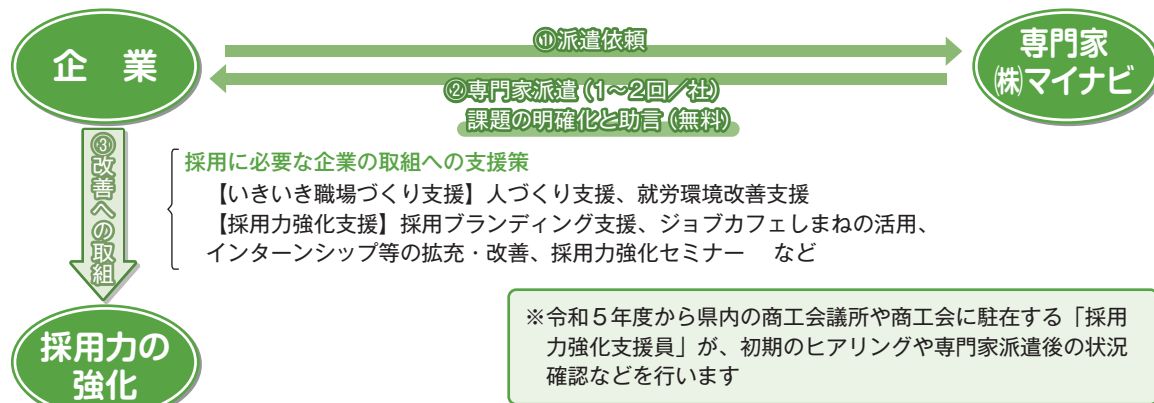 企　業
①派遣依頼
専門家
㈱マイナビ
②専門家派遣（1～2回／社）
課題の明確化と助言（無料）
③改善への取組
採用に必要な企業の取組への支援策
【いきいき職場づくり支援】人づくり支援、就労環境改善支援
【採用力強化支援】採用ブランディング支援、ジョブカフェしまねの活用、
インターンシップ等の拡充・改善、採用力強化セミナー　など
採用力の
強化
※令和５年度から県内の商工会議所や商工会に駐在する「採用
力強化支援員」が、初期のヒアリングや専門家派遣後の状況
確認などを行います